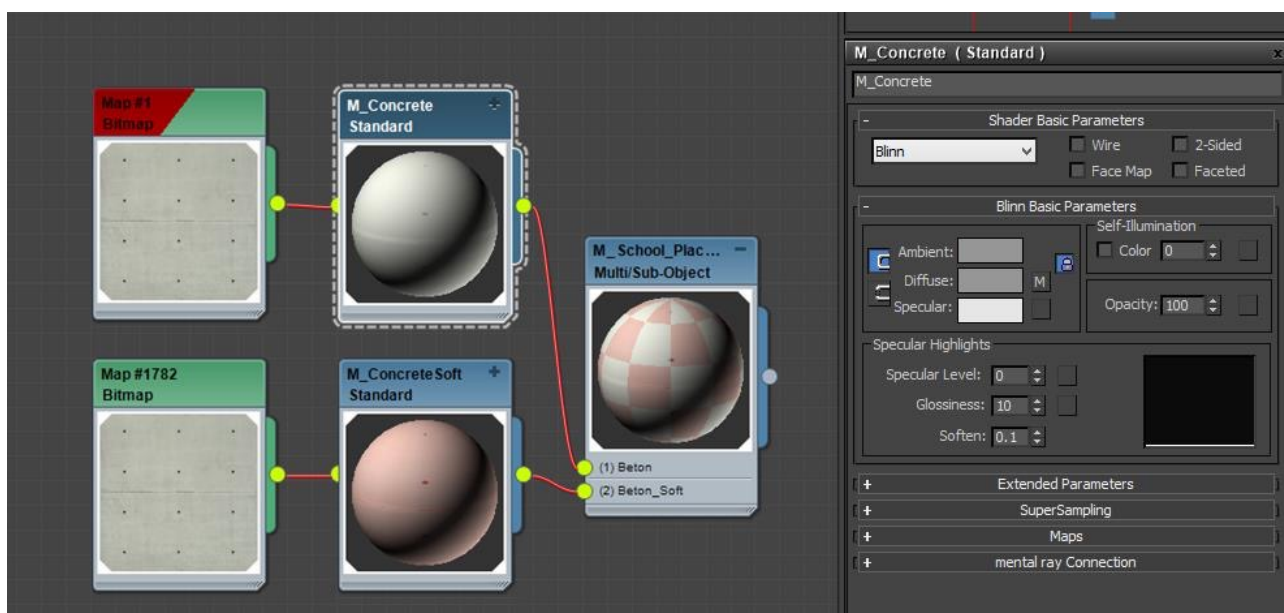 Map #1
Bitmap
M_Concrete
Standard
M_School_Plac...
Multi/Sub-Object
(1) Beton
(2) Beton_Soft
Map #1782
Bitmap
M_ConcreteSoft
Standard
M_Concrete ( Standard )
M_Concrete
Shader Basic Parameters
Blinn
Wire
2-Sided
Face Map
Faceted
Blinn Basic Parameters
Self-Illumination
Ambient:
Color 0
Diffuse: M
Specular:
Opacity: 100
Specular Highlights
Specular Level: 0
Glossiness: 10
Soften: 0.1
Extended Parameters
SuperSampling
Maps
mental ray Connection